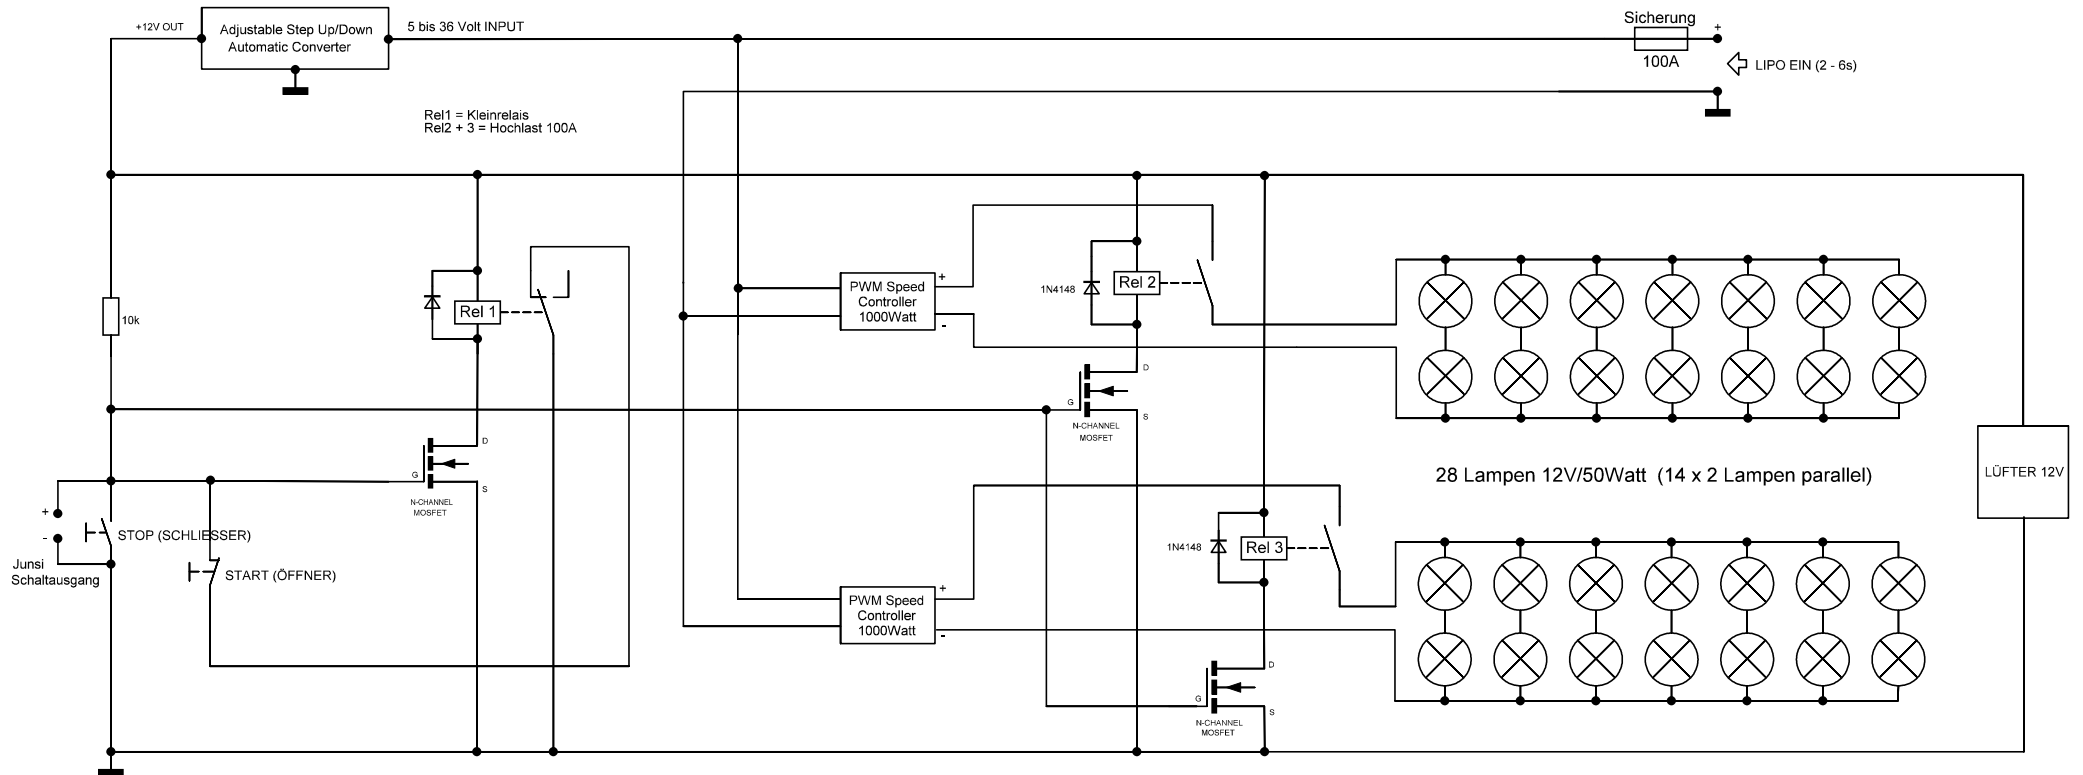 +12V OUT
Adjustable Step Up/Down
Automatic Converter
5 bis 36 Volt INPUT
Sicherung
100A
+
LIPO EIN (2 - 6s)
Rel1 = Kleinrelais
Rel2 + 3 = Hochlast 100A
10k
Rel 1
PWM Speed
Controller
1000Watt
+
-
1N4148
Rel 2
D
G
S
N-CHANNEL
MOSFET
D
G
S
N-CHANNEL
MOSFET
28 Lampen 12V/50Watt (14 x 2 Lampen parallel)
LÜFTER 12V
+
-
Junsi
Schaltausgang
STOP (SCHLIESSER)
START (ÖFFNER)
1N4148
Rel 3
PWM Speed
Controller
1000Watt
+
-
D
G
S
N-CHANNEL
MOSFET